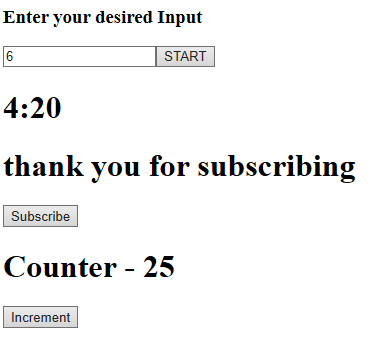 Enter your desired Input
6 START
4:20
thank you for subscribing
Subscribe
Counter - 25
Increment